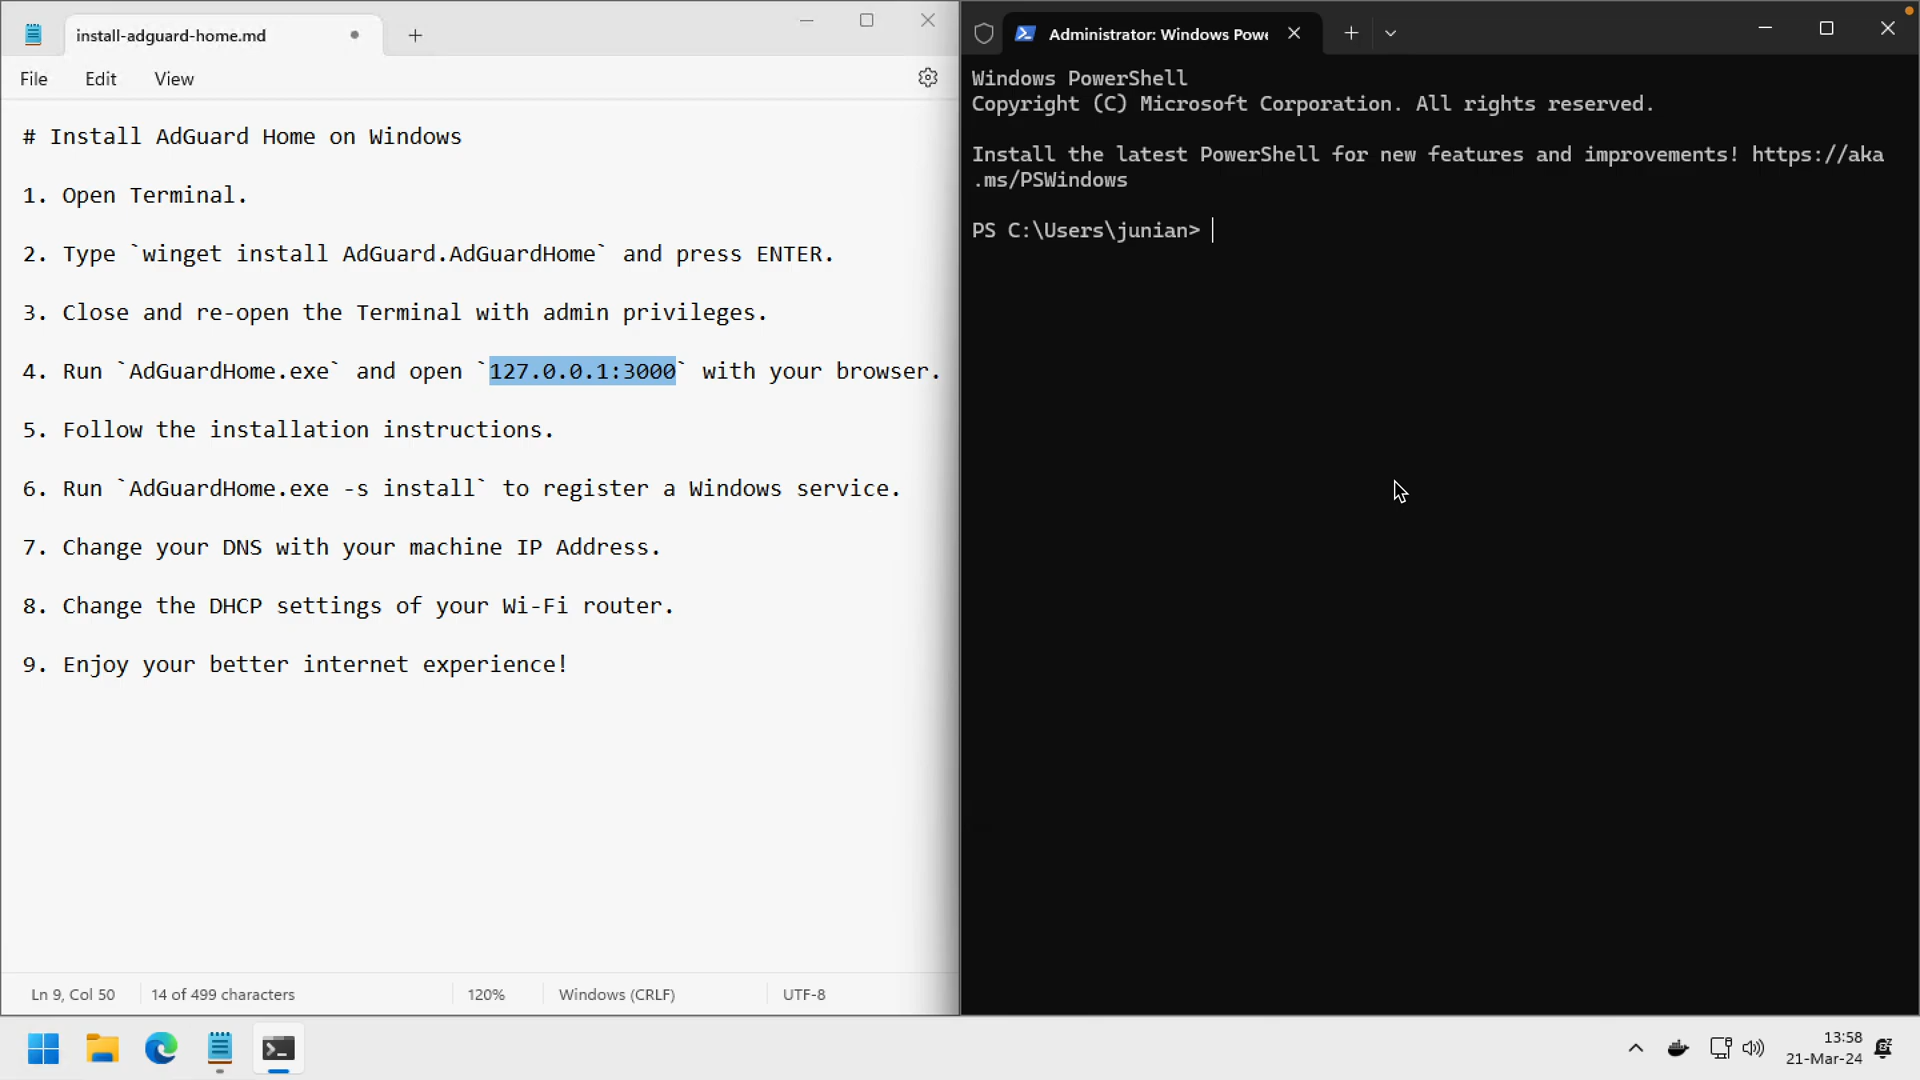 install-adguard-home.md
File Edit View
# Install AdGuard Home on Windows
1. Open Terminal.
2. Type `winget install AdGuard.AdGuardHome` and press ENTER.
3. Close and re-open the Terminal with admin privileges.
4. Run `AdGuardHome.exe` and open `127.0.0.1:3000` with your browser.
5. Follow the installation instructions.
6. Run `AdGuardHome.exe -s install` to register a Windows service.
7. Change your DNS with your machine IP Address.
8. Change the DHCP settings of your Wi-Fi router.
9. Enjoy your better internet experience!
Ln 9, Col 50 14 of 499 characters 120% Windows (CRLF) UTF-8
Administrator: Windows Powe
Windows PowerShell
Copyright (C) Microsoft Corporation. All rights reserved.
Install the latest PowerShell for new features and improvements! https://aka
.ms/PSWindows
PS C:\Users\junian>
13:58
21-Mar-24